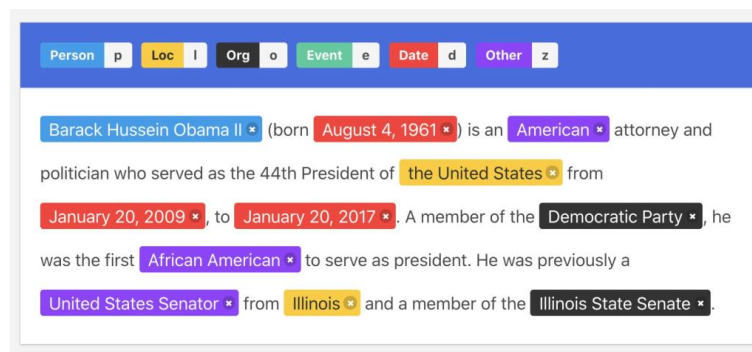 Person p Loc l Org o Event e Date d Other z
Barack Hussein Obama II (born August 4, 1961) is an American attorney and
politician who served as the 44th President of the United States from
January 20, 2009, to January 20, 2017. A member of the Democratic Party, he
was the first African American to serve as president. He was previously a
United States Senator from Illinois and a member of the Illinois State Senate.